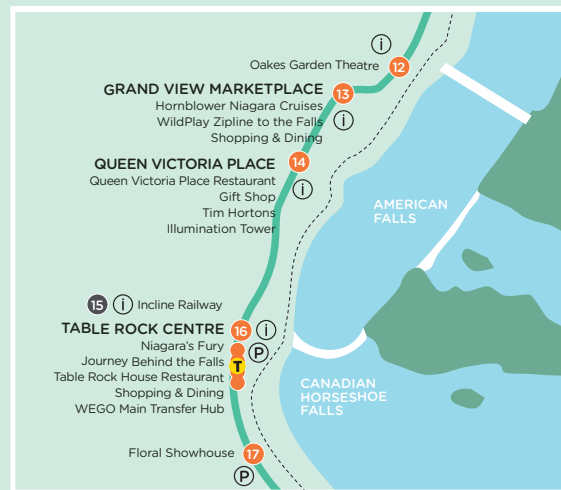 i
Oakes Garden Theatre 12
GRAND VIEW MARKETPLACE 13
Hornblower Niagara Cruises
WildPlay Zipline to the Falls i
Shopping & Dining
QUEEN VICTORIA PLACE 14
Queen Victoria Place Restaurant i
Gift Shop
Tim Hortons
Illumination Tower
AMERICAN
FALLS
15 i Incline Railway
TABLE ROCK CENTRE 16 i
Niagara's Fury P
Journey Behind the Falls T
Table Rock House Restaurant
Shopping & Dining
WEGO Main Transfer Hub
CANADIAN
HORSESHOE
FALLS
Floral Showhouse 17
P